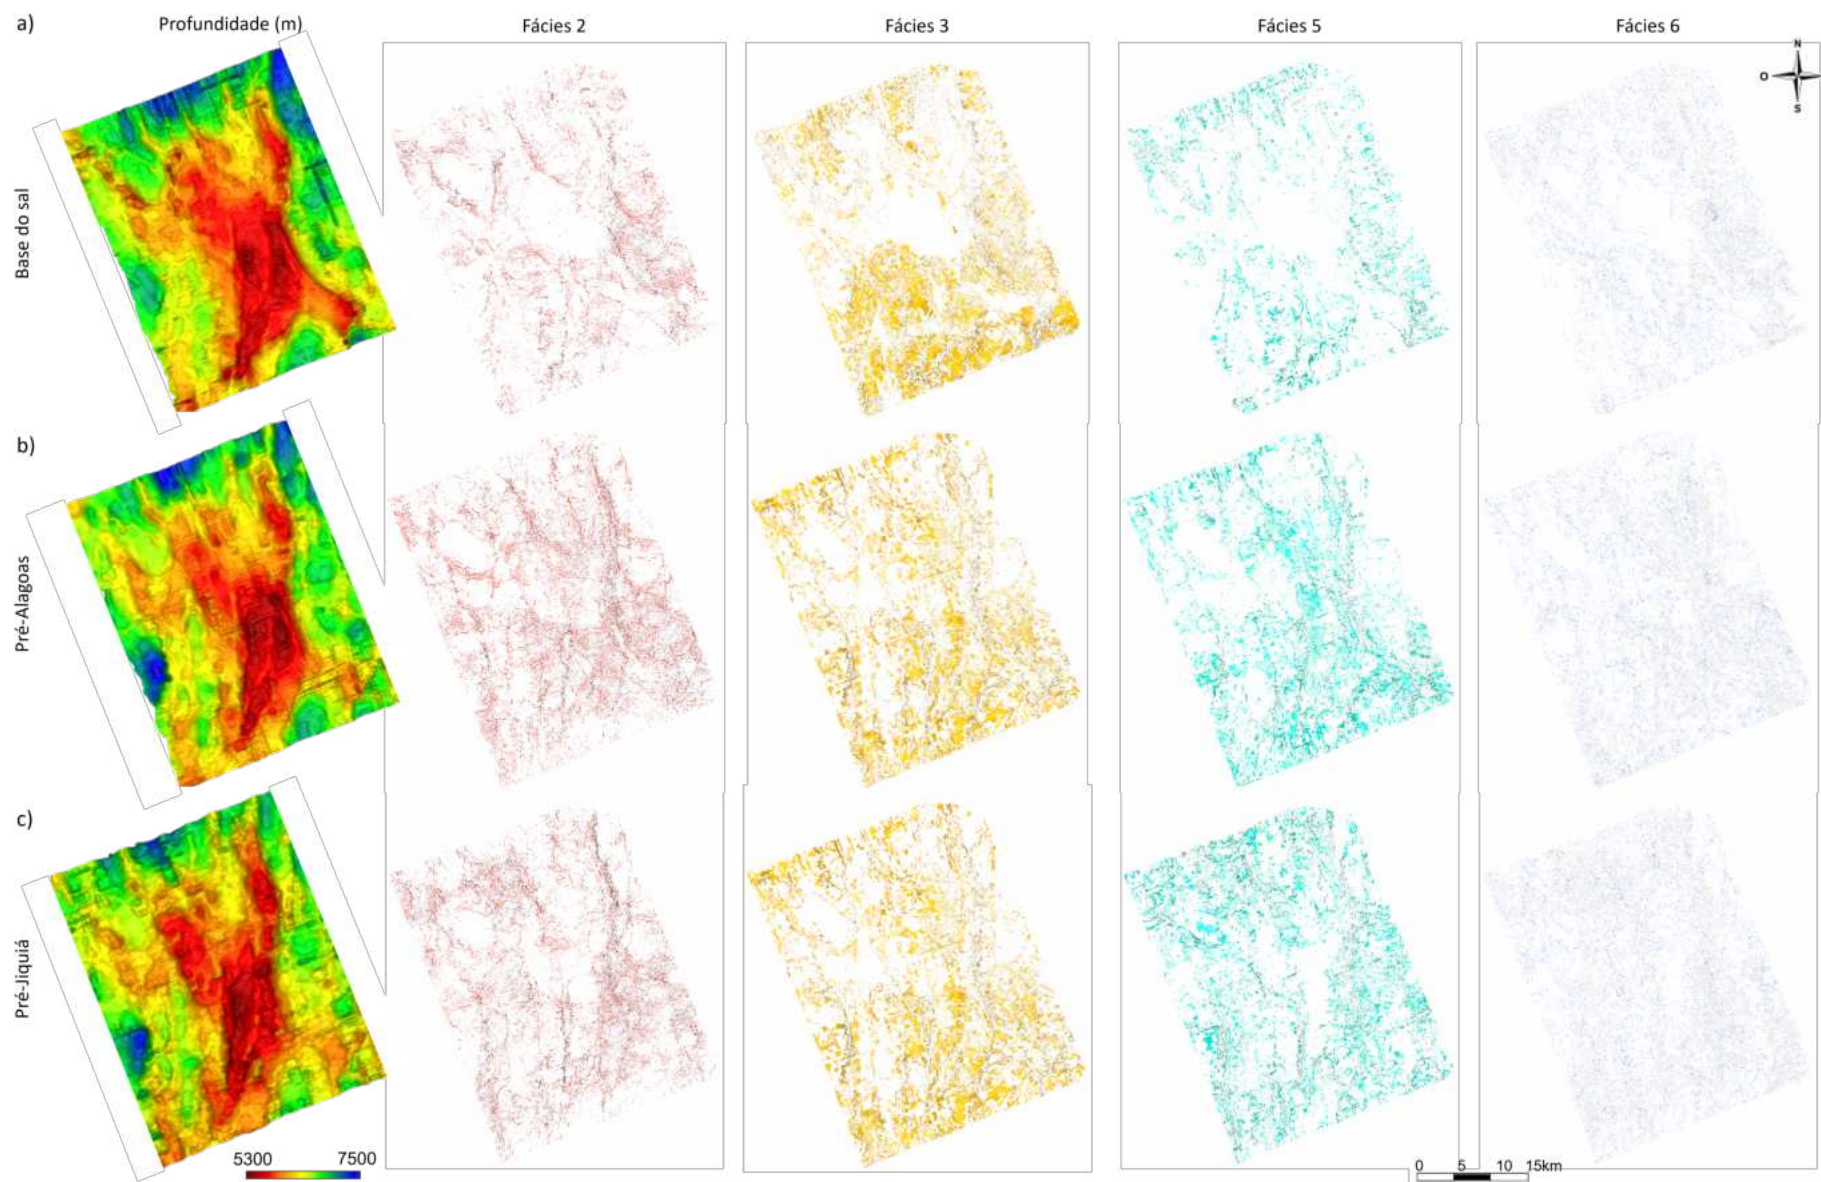 a)
Profundidade (m)
Fácies 2
Fácies 3
Fácies 5
Fácies 6
N
O
S
Base do sal
b)
Pré-Alagoas
c)
Pré-Jiquiá
5300
7500
0
5
10
15km